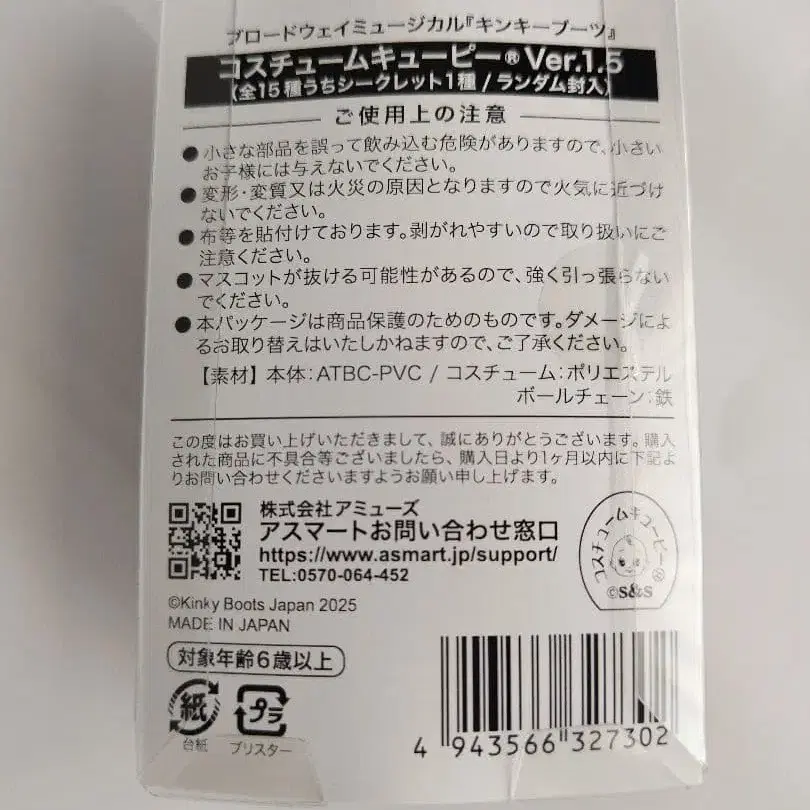 ブロードウェイミュージカル『キンキーブーツ』
コスチュームキューピー® Ver.1.5
(全15種うちシークレット1種 / ランダム封入)
ご使用上の注意
●小さな部品を誤って飲み込む危険がありますので、小さい
お子様には与えないでください。
●変形・変質又は火災の原因となりますので火気に近づけ
ないでください。
●布等を貼付けております。剥がれやすいので取り扱いにご
注意ください。
●マスコットが抜ける可能性があるので、強く引っ張らない
でください。
●本パッケージは商品保護のためのものです。ダメージによ
るお取り替えはいたしかねますので、ご了承ください。
【素材】本体:ATBC-PVC / コスチューム:ポリエステル
ボールチェーン:鉄
この度はお買い上げいただきまして、誠にありがとうございます。購入
された商品に不具合等ございましたら、購入日より1ヶ月以内に下記よ
りお問い合わせくださいますようお願い申し上げます。
株式会社アミューズ
アスマートお問い合わせ窓口
https://www.asmart.jp/support/
TEL:0570-064-452
コスチュームキューピー®
©S&S
©Kinky Boots Japan 2025
MADE IN JAPAN
対象年齢6歳以上
紙
プラ
台紙
ブリスター
4 943566 327302